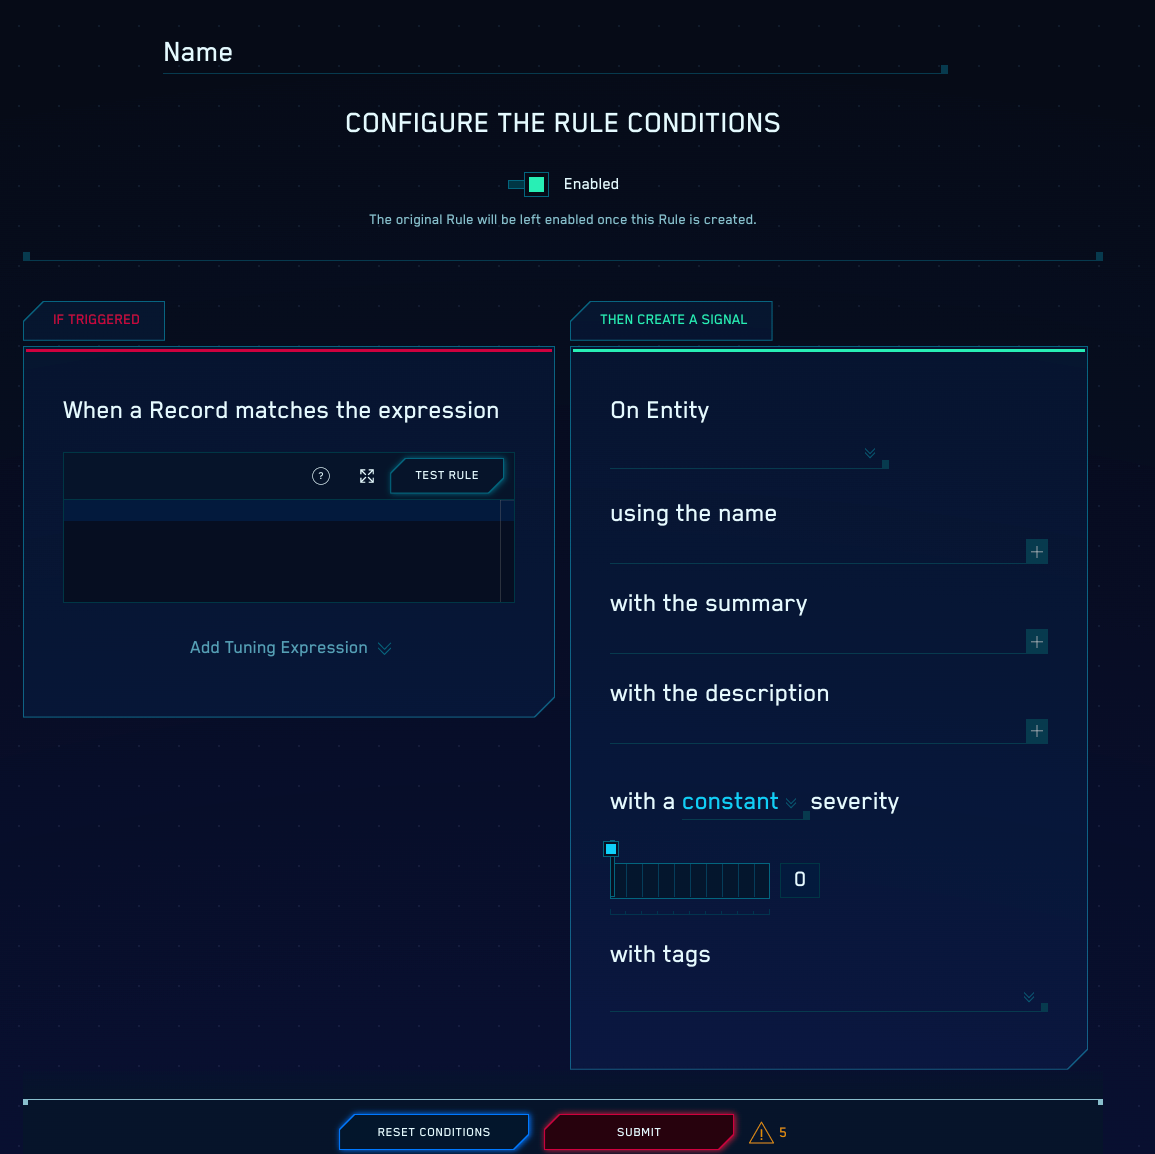 Name
CONFIGURE THE RULE CONDITIONS
Enabled
The original Rule will be left enabled once this Rule is created.
IF TRIGGERED
When a Record matches the expression
?
TEST RULE
Add Tuning Expression
THEN CREATE A SIGNAL
On Entity
using the name
+
with the summary
+
with the description
+
with a constant severity
0
with tags
RESET CONDITIONS
SUBMIT
! 5